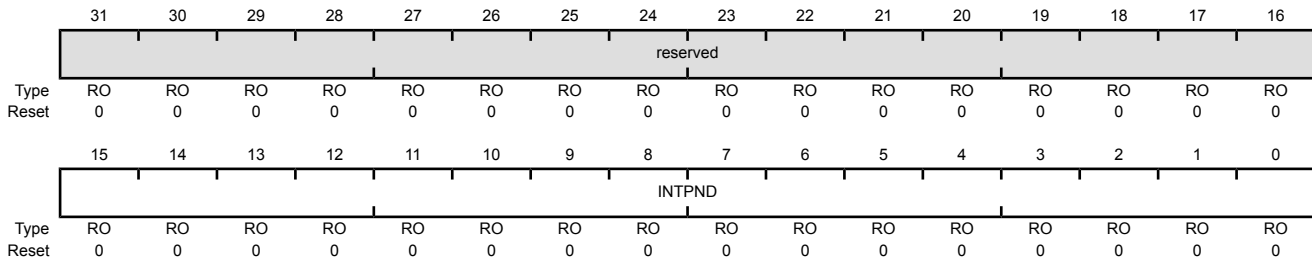 31 30 29 28 27 26 25 24 23 22 21 20 19 18 17 16
reserved
Type RO RO RO RO RO RO RO RO RO RO RO RO RO RO RO RO
Reset 0 0 0 0 0 0 0 0 0 0 0 0 0 0 0 0
15 14 13 12 11 10 9 8 7 6 5 4 3 2 1 0
INTPND
Type RO RO RO RO RO RO RO RO RO RO RO RO RO RO RO RO
Reset 0 0 0 0 0 0 0 0 0 0 0 0 0 0 0 0